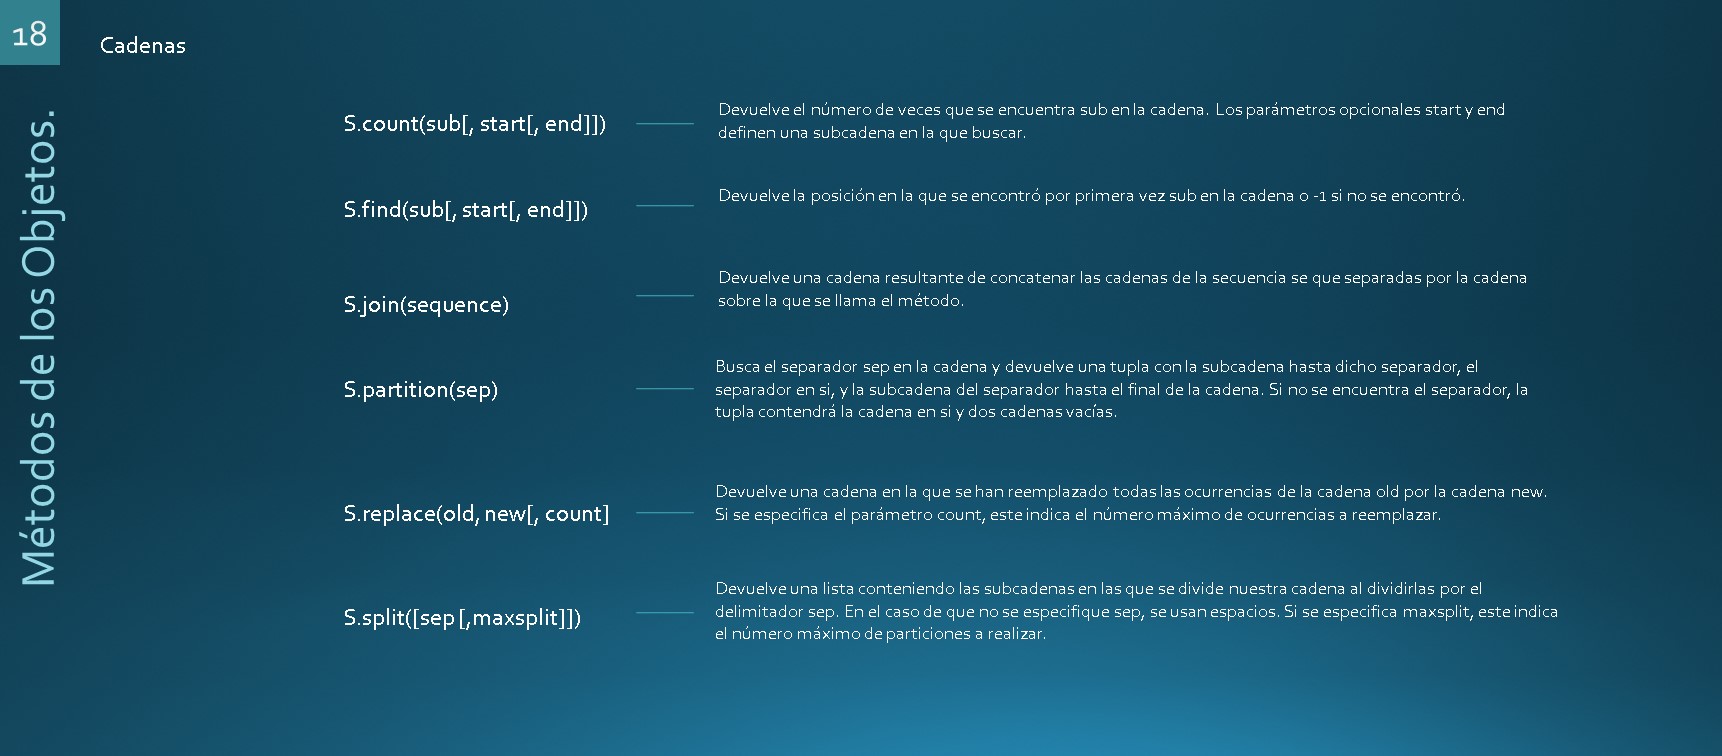 18
Cadenas
Métodos de los Objetos.
S.count(sub[, start[, end]])
Devuelve el número de veces que se encuentra sub en la cadena. Los parámetros opcionales start y end
definen una subcadena en la que buscar.
S.find(sub[, start[, end]])
Devuelve la posición en la que se encontró por primera vez sub en la cadena o -1 si no se encontró.
S.join(sequence)
Devuelve una cadena resultante de concatenar las cadenas de la secuencia se que separadas por la cadena
sobre la que se llama el método.
S.partition(sep)
Busca el separador sep en la cadena y devuelve una tupla con la subcadena hasta dicho separador, el
separador en si, y la subcadena del separador hasta el final de la cadena. Si no se encuentra el separador, la
tupla contendrá la cadena en si y dos cadenas vacías.
S.replace(old, new[, count]
Devuelve una cadena en la que se han reemplazado todas las ocurrencias de la cadena old por la cadena new.
Si se especifica el parámetro count, este indica el número máximo de ocurrencias a reemplazar.
S.split([sep [,maxsplit]])
Devuelve una lista conteniendo las subcadenas en las que se divide nuestra cadena al dividirlas por el
delimitador sep. En el caso de que no se especifique sep, se usan espacios. Si se especifica maxsplit, este indica
el número máximo de particiones a realizar.